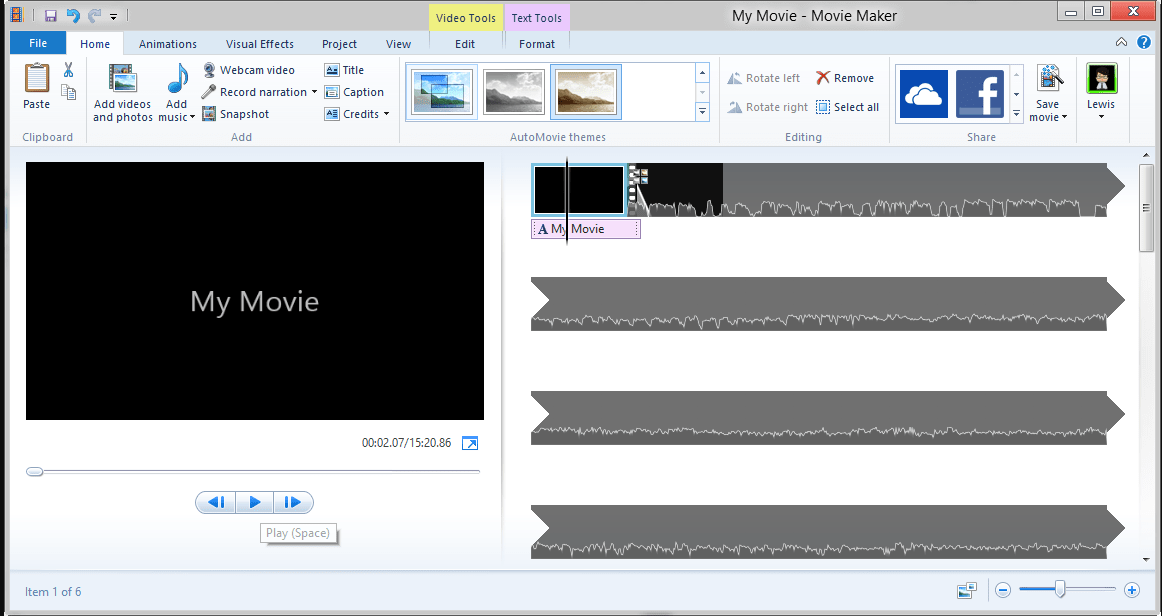 Video Tools Text Tools
My Movie - Movie Maker
File Home Animations Visual Effects Project View Edit Format
Paste
Clipboard
Add videos
and photos
Add
music
Webcam video
Record narration
Snapshot
Title
Caption
Credits
Add
AutoMovie themes
Rotate left
Rotate right
Remove
Select all
Editing
f
Share
Save
movie
Lewis
My Movie
00:02.07/15:20.86
Play (Space)
A My Movie
Item 1 of 6